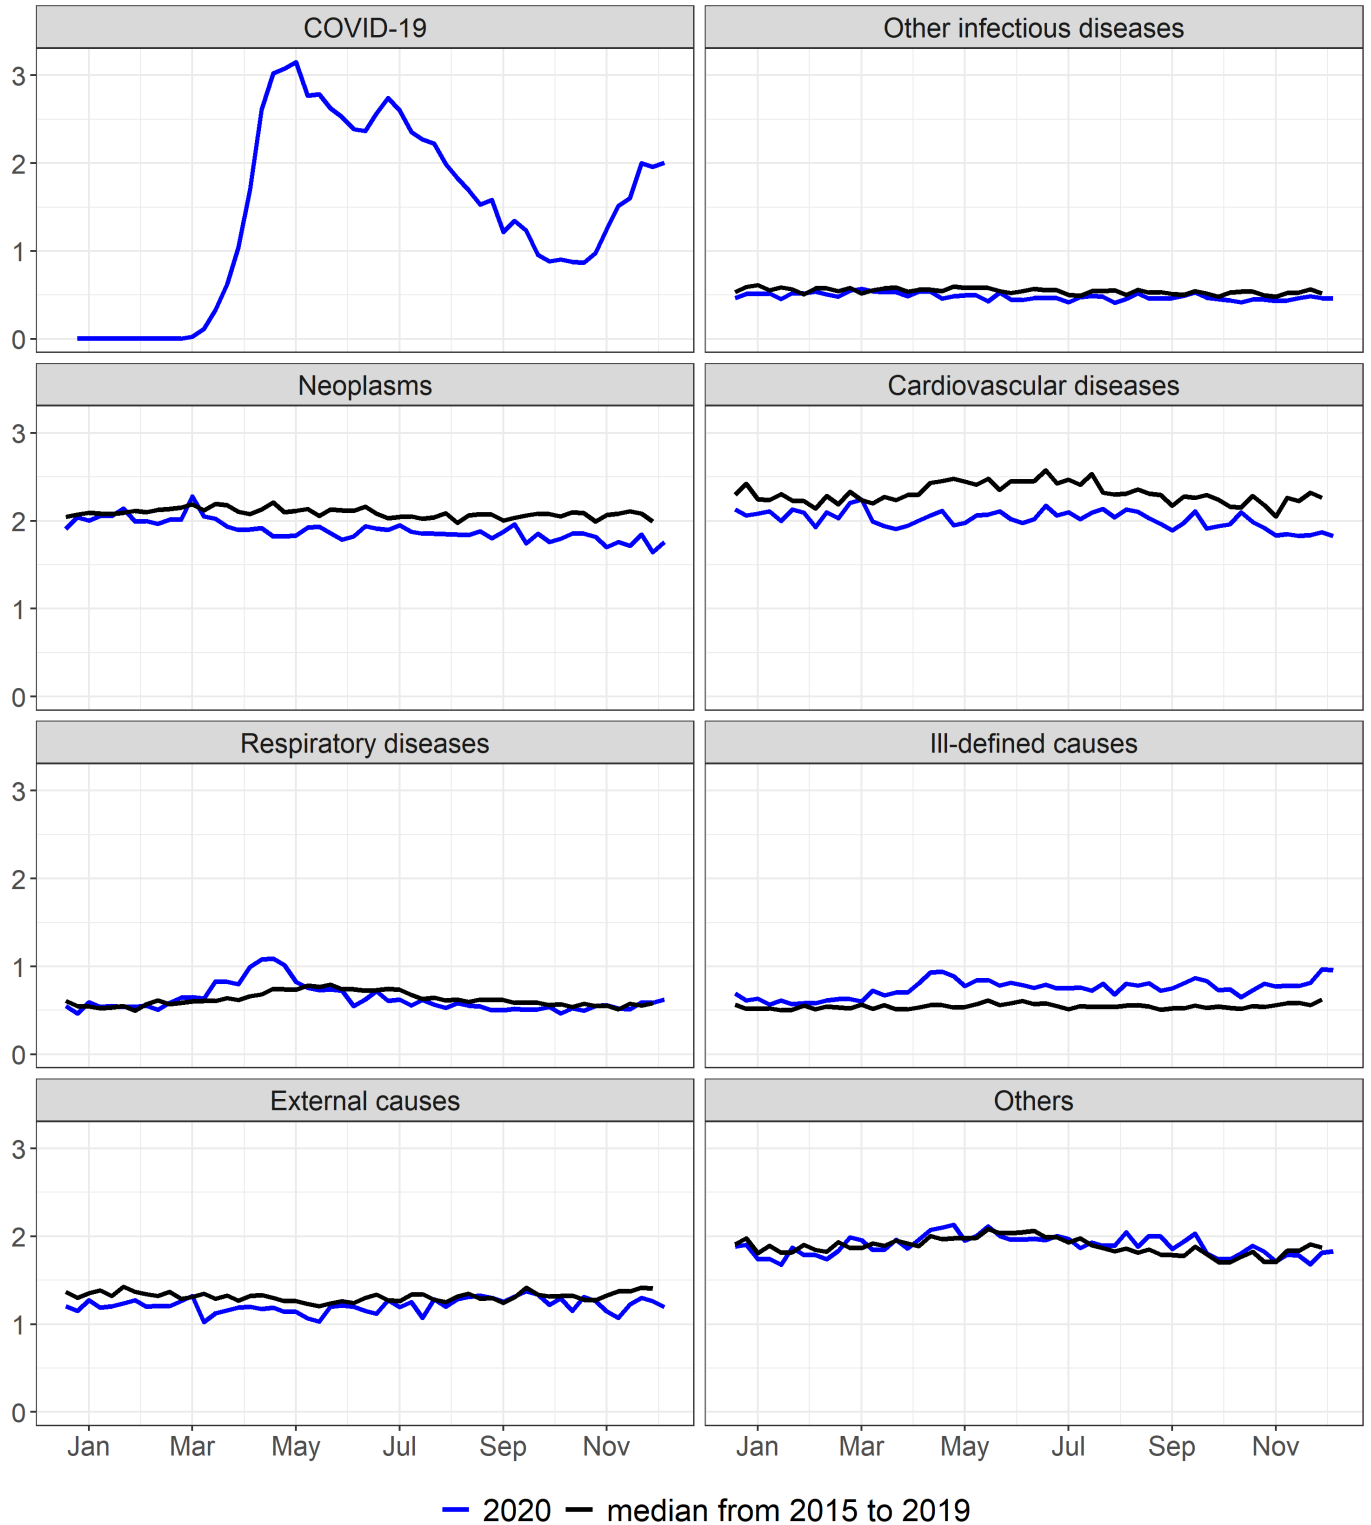 COVID-19
Other infectious diseases
3
2
1
0
Neoplasms
Cardiovascular diseases
3
2
1
0
Respiratory diseases
Ill-defined causes
3
2
1
0
External causes
Others
3
2
1
0
Jan Mar May Jul Sep Nov
Jan Mar May Jul Sep Nov
2020 median from 2015 to 2019